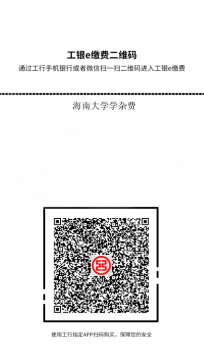 工银e缴费二维码
通过工行手机银行或者微信扫一扫二维码进入工银e缴费
海南大学学杂费
使用工行指定APP扫码购买，保障您的安全